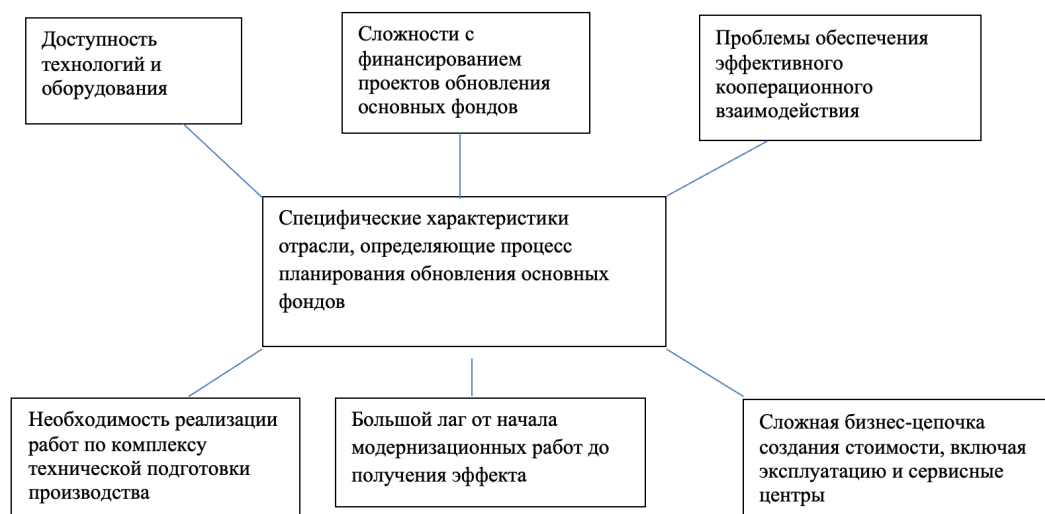 Доступность
технологий и
оборудования
Сложности с
финансированием
проектов обновления
основных фондов
Проблемы обеспечения
эффективного
кооперационного
взаимодействия
Специфические характеристики
отрасли, определяющие процесс
планирования обновления основных
фондов
Необходимость реализации
работ по комплексу
технической подготовки
производства
Большой лаг от начала
модернизационных работ до
получения эффекта
Сложная бизнес-цепочка
создания стоимости, включая
эксплуатацию и сервисные
центры